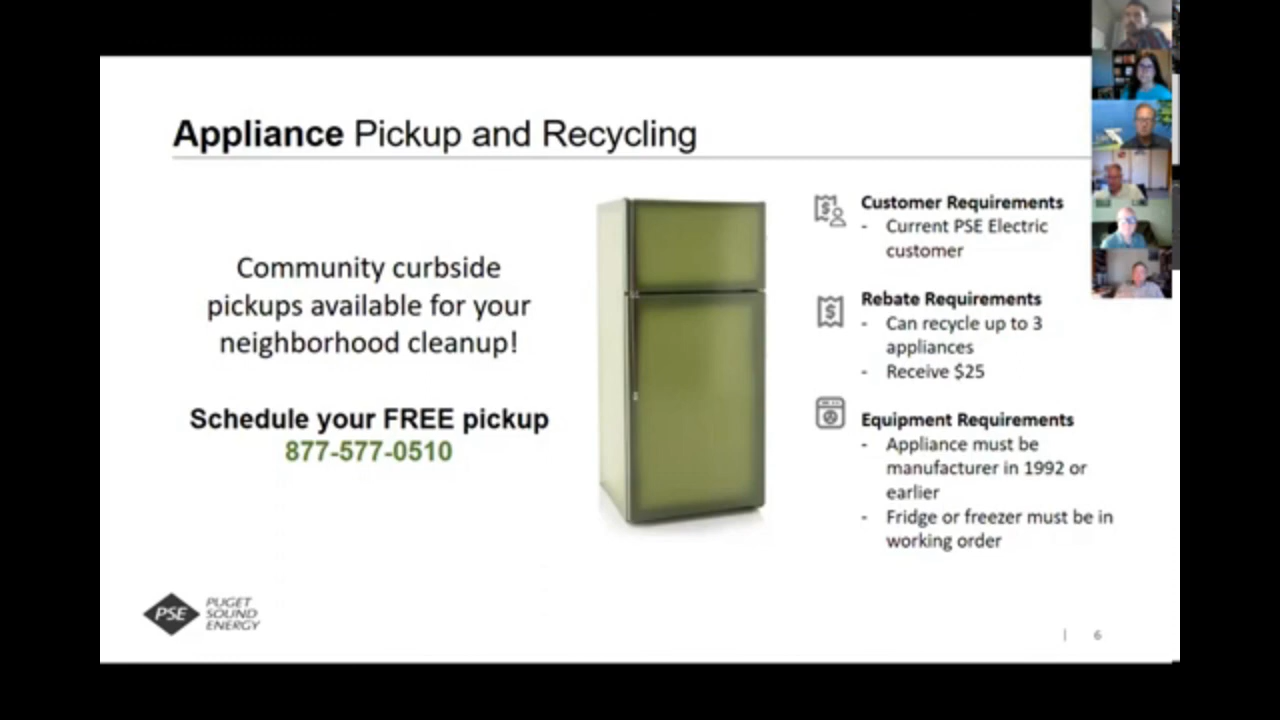 Appliance Pickup and Recycling
Community curbside
pickups available for your
neighborhood cleanup!
Schedule your FREE pickup
877-577-0510
Customer Requirements
- Current PSE Electric
customer
Rebate Requirements
- Can recycle up to 3
appliances
- Receive $25
Equipment Requirements
- Appliance must be
manufacturer in 1992 or
earlier
- Fridge or freezer must be in
working order
PSE
PUGET
SOUND
ENERGY
| 6